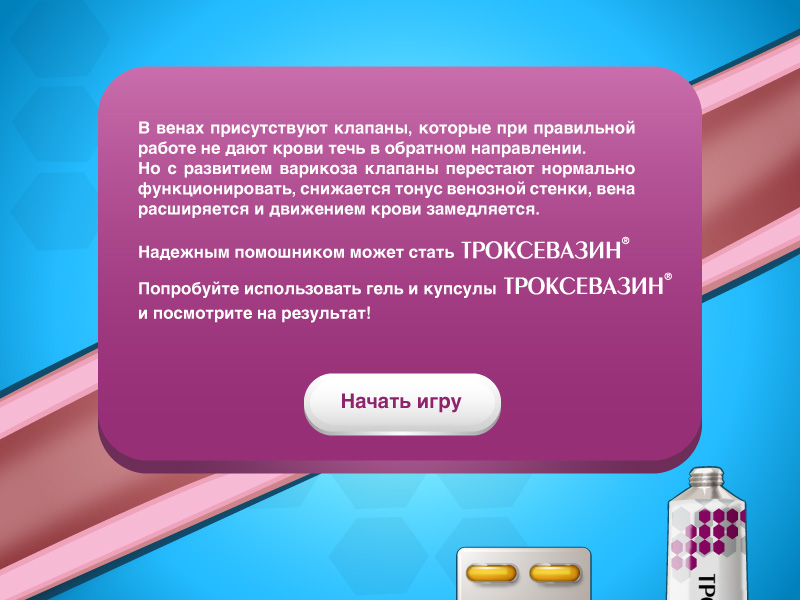 В венах присутствуют клапаны, которые при правильной
работе не дают крови течь в обратном направлении.
Но с развитием варикоза клапаны перестают нормально
функционировать, снижается тонус венозной стенки, вена
расширяется и движением крови замедляется.
Надежным помошником может стать ТРОКСЕВАЗИН®
Попробуйте использовать гель и купсулы ТРОКСЕВАЗИН®
и посмотрите на результат!
Начать игру
ТРО